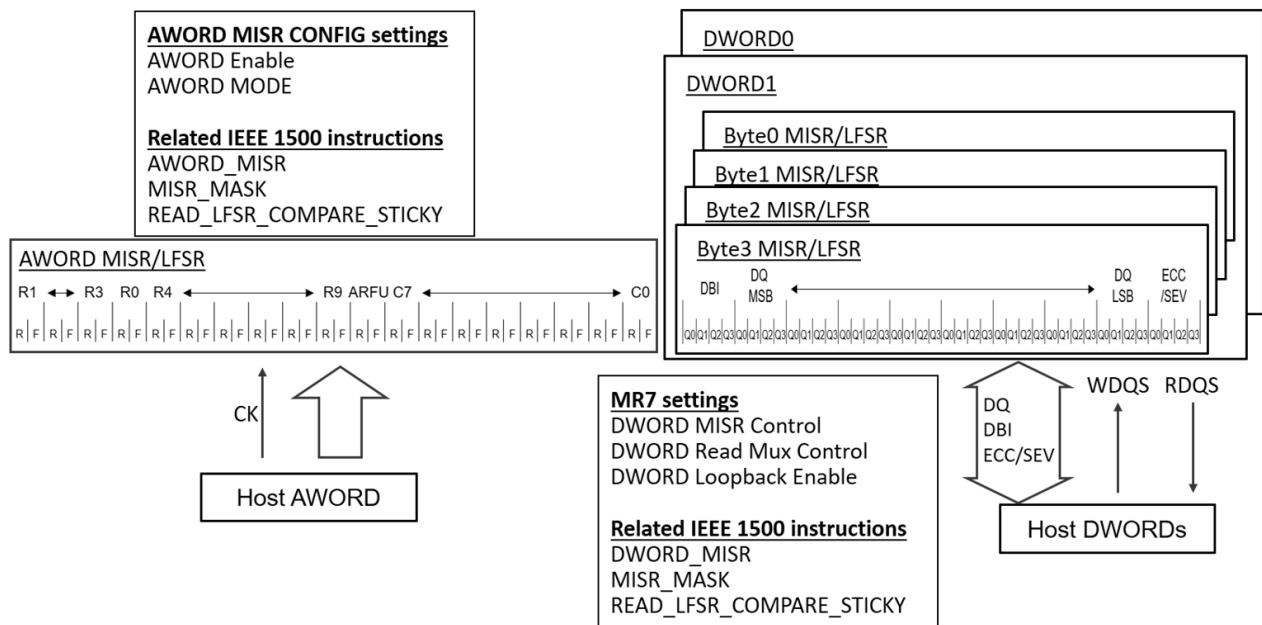 AWORD MISR CONFIG settings
AWORD Enable
AWORD MODE
Related IEEE 1500 instructions
AWORD_MISR
MISR_MASK
READ_LFSR_COMPARE_STICKY
AWORD MISR/LFSR
R1 R3 R0 R4 R9 ARFU C7 C0
R F R F R F R F R F R F R F R F R F R F R F R F R F R F R F R F R F R F R F
CK
Host AWORD
DWORD0
DWORD1
Byte0 MISR/LFSR
Byte1 MISR/LFSR
Byte2 MISR/LFSR
Byte3 MISR/LFSR
DBI
DQ
MSB
DQ
LSB
ECC
/SEV
Q0 Q1 Q2 Q3 Q0 Q1 Q2 Q3 Q0 Q1 Q2 Q3 Q0 Q1 Q2 Q3 Q0 Q1 Q2 Q3 Q0 Q1 Q2 Q3 Q0 Q1 Q2 Q3 Q0 Q1 Q2 Q3 Q0 Q1 Q2 Q3 Q0 Q1 Q2 Q3
MR7 settings
DWORD MISR Control
DWORD Read Mux Control
DWORD Loopback Enable
Related IEEE 1500 instructions
DWORD_MISR
MISR_MASK
READ_LFSR_COMPARE_STICKY
DQ
DBI
ECC/SEV
WDQS RDQS
Host DWORDs